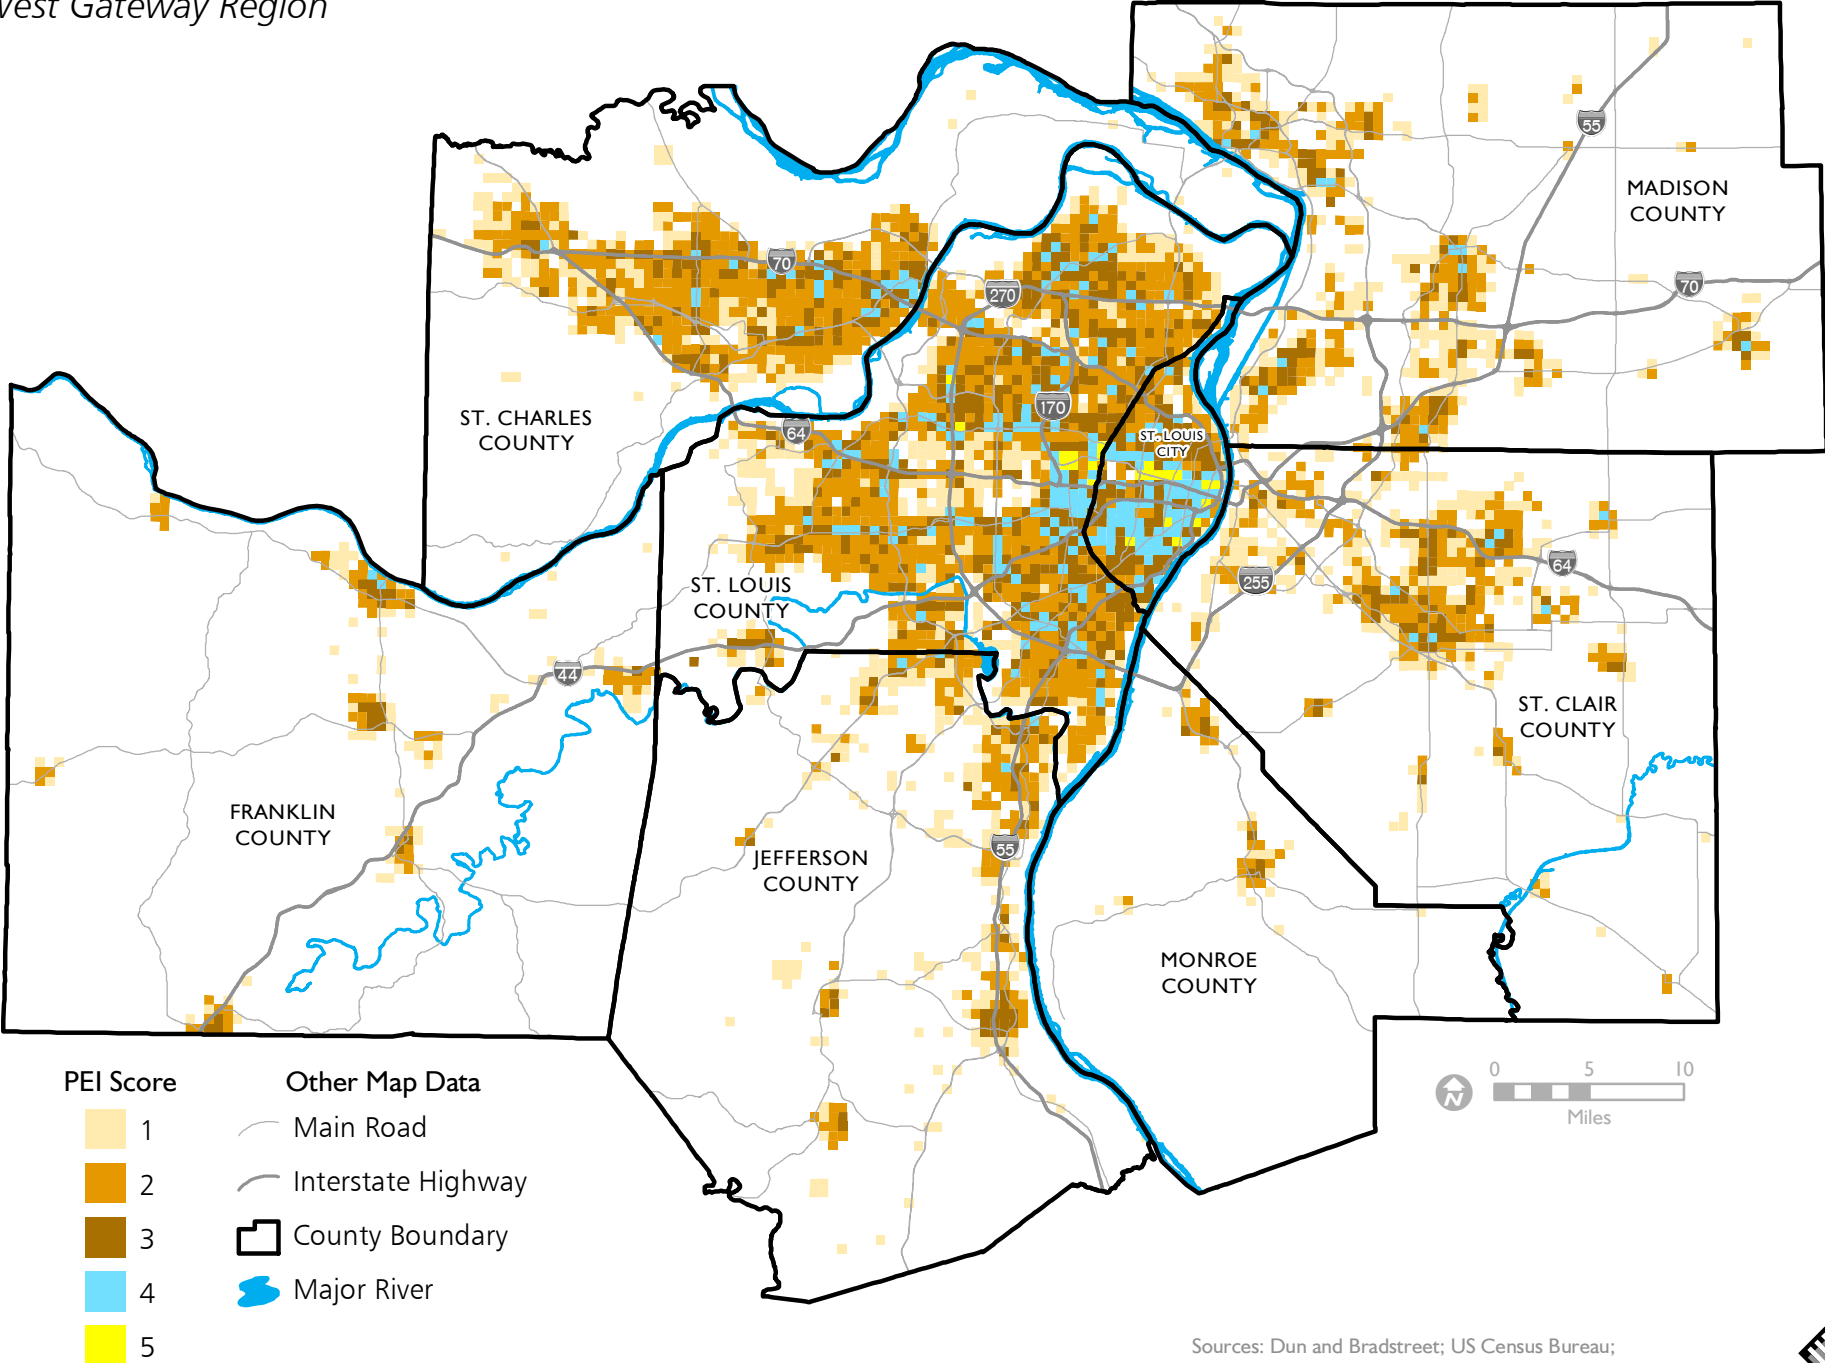 West Gateway Region
55
MADISON
COUNTY
70
70
270
ST. CHARLES
COUNTY
64
170
ST. LOUIS
CITY
ST. LOUIS
COUNTY
255
64
44
ST. CLAIR
COUNTY
FRANKLIN
COUNTY
55
JEFFERSON
COUNTY
MONROE
COUNTY
PEI Score
1
2
3
4
5
Other Map Data
Main Road
Interstate Highway
County Boundary
Major River
N
0 5 10
Miles
Sources: Dun and Bradstreet; US Census Bureau;